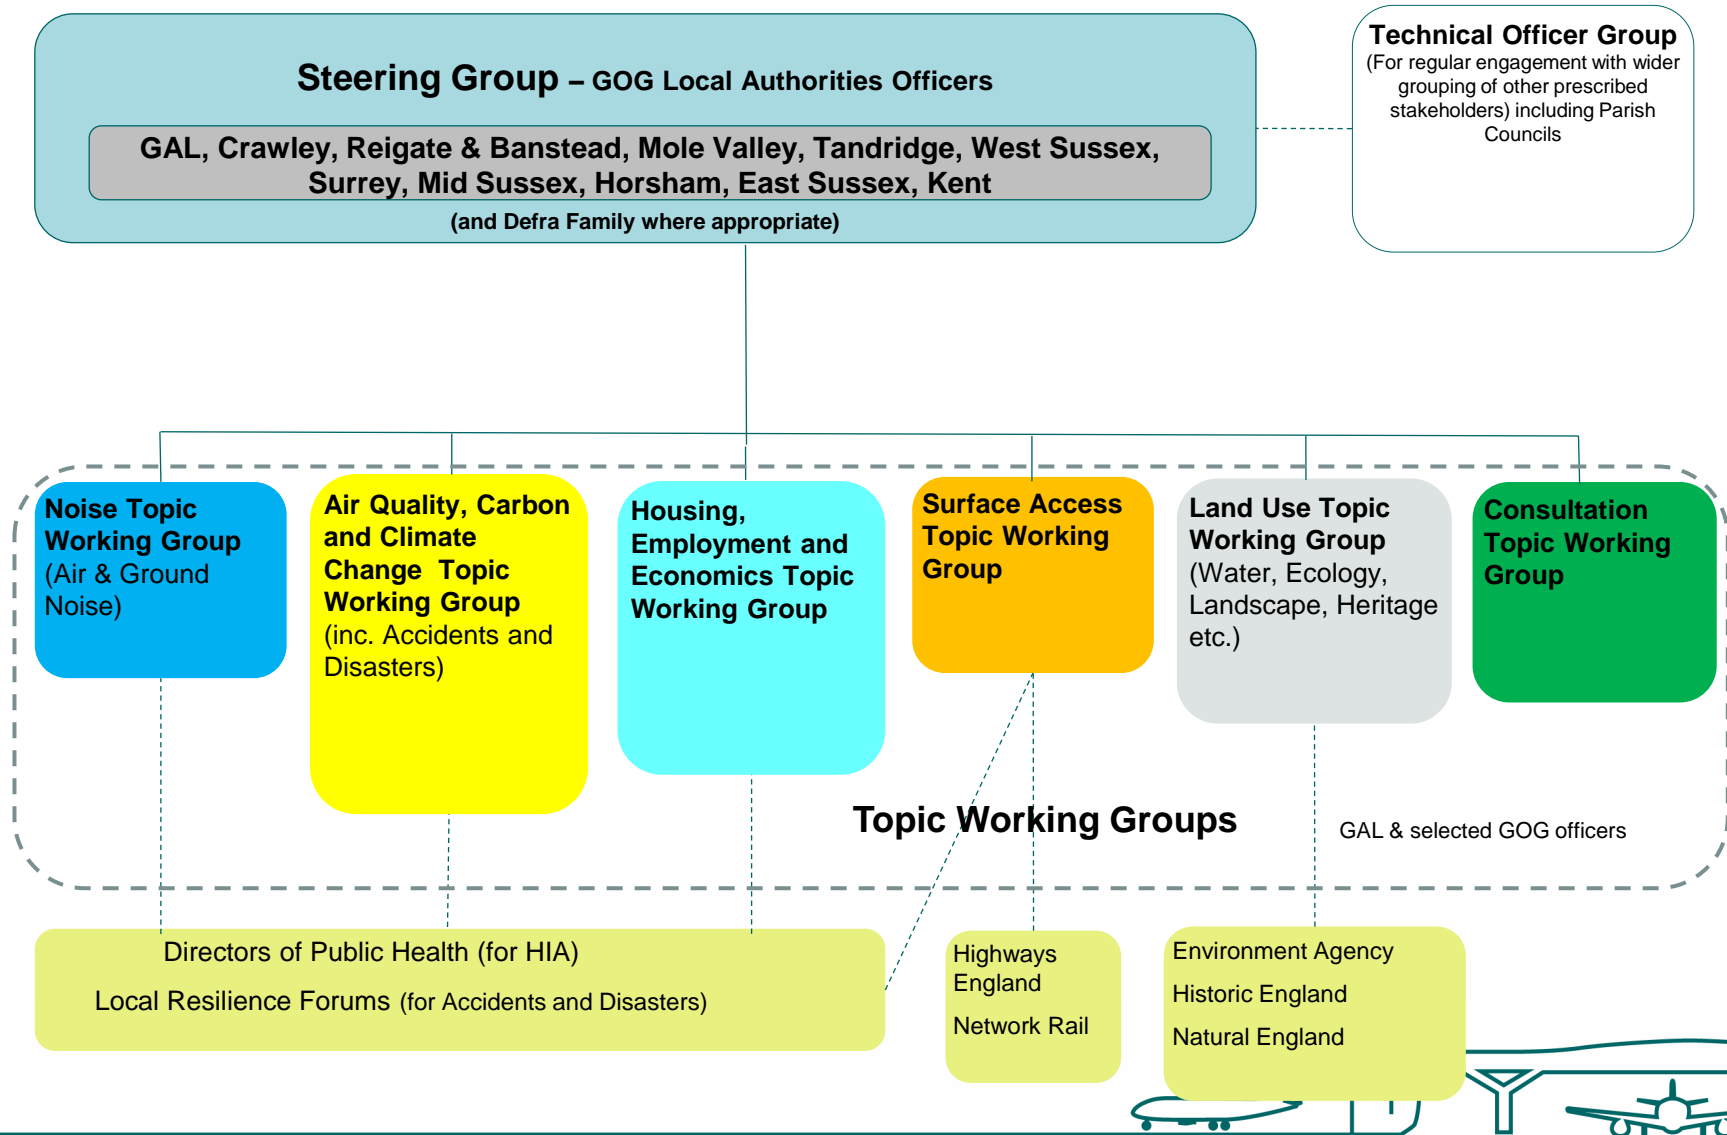 Steering Group – GOG Local Authorities Officers
GAL, Crawley, Reigate & Banstead, Mole Valley, Tandridge, West Sussex,
Surrey, Mid Sussex, Horsham, East Sussex, Kent
(and Defra Family where appropriate)
Technical Officer Group
(For regular engagement with wider
grouping of other prescribed
stakeholders) including Parish
Councils
Noise Topic
Working Group
(Air & Ground
Noise)
Air Quality, Carbon
and Climate
Change Topic
Working Group
(inc. Accidents and
Disasters)
Housing,
Employment and
Economics Topic
Working Group
Surface Access
Topic Working
Group
Land Use Topic
Working Group
(Water, Ecology,
Landscape, Heritage
etc.)
Consultation
Topic Working
Group
Topic Working Groups
GAL & selected GOG officers
Directors of Public Health (for HIA)
Local Resilience Forums (for Accidents and Disasters)
Highways
England
Network Rail
Environment Agency
Historic England
Natural England